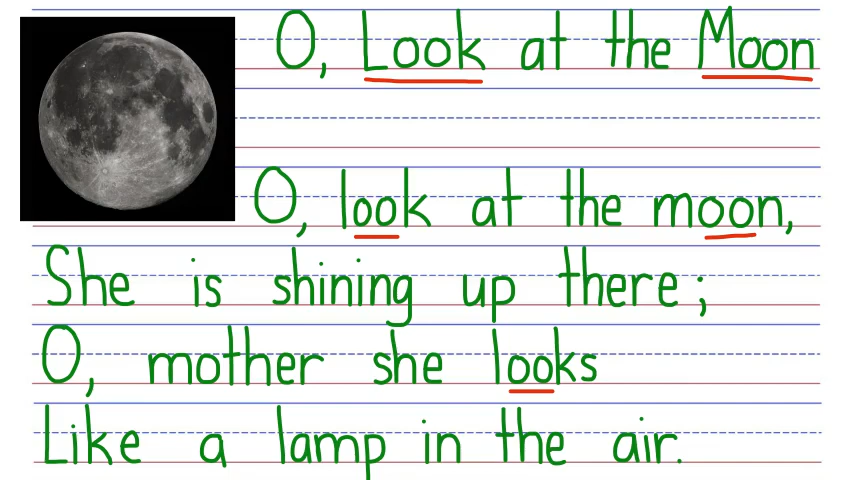 O, Look at the Moon
O, look at the moon,
She is shining up there;
O, mother she looks
Like a lamp in the air.